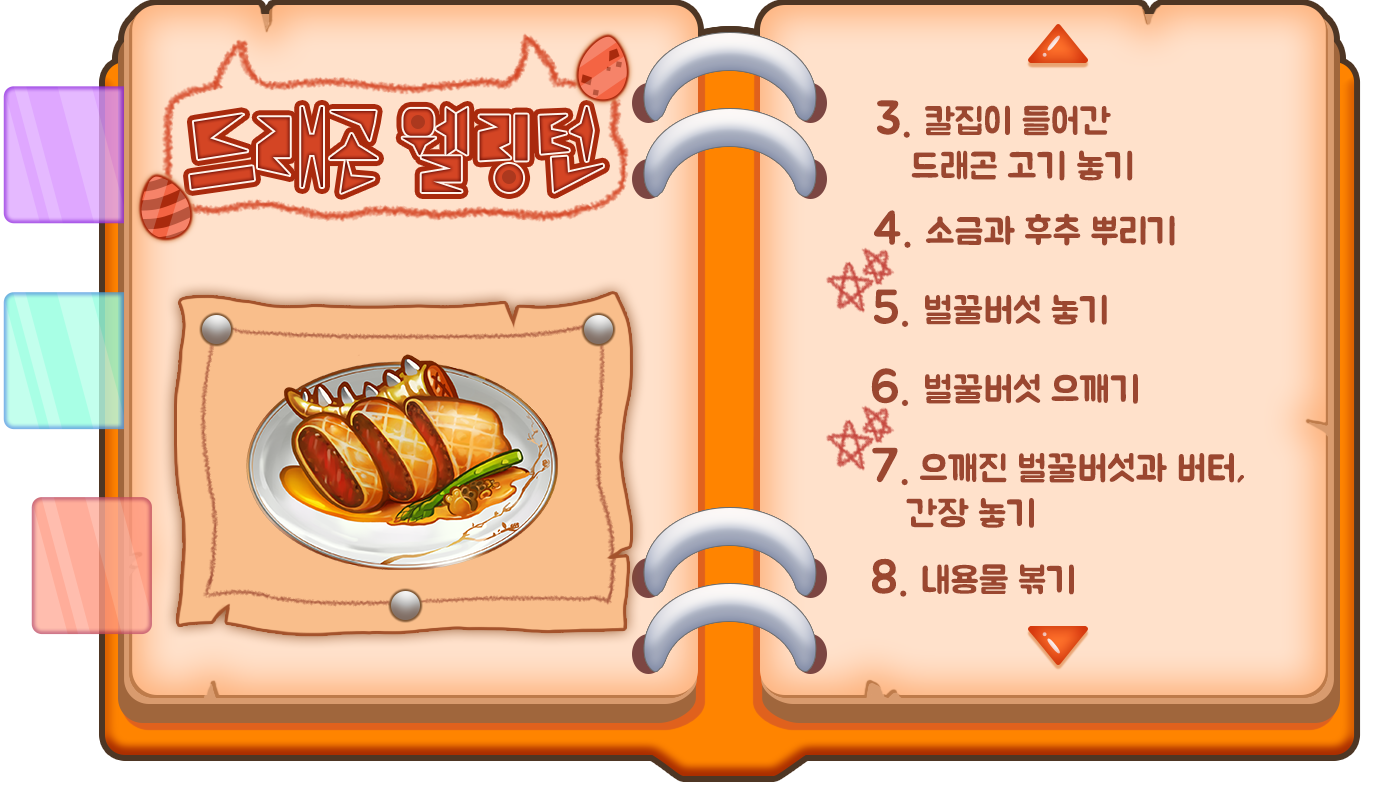 드래곤 웰링턴
3. 칼집이 들어간
드래곤 고기 놓기
4. 소금과 후추 뿌리기
5. 벌꿀버섯 놓기
6. 벌꿀버섯 으깨기
7. 으깨진 벌꿀버섯과 버터,
간장 놓기
8. 내용물 볶기